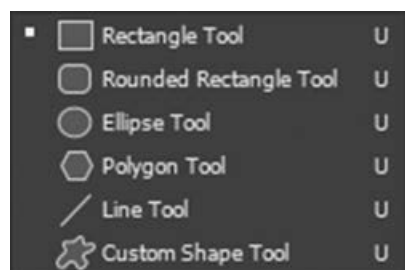 Rectangle Tool U
Rounded Rectangle Tool U
Ellipse Tool U
Polygon Tool U
Line Tool U
Custom Shape Tool U